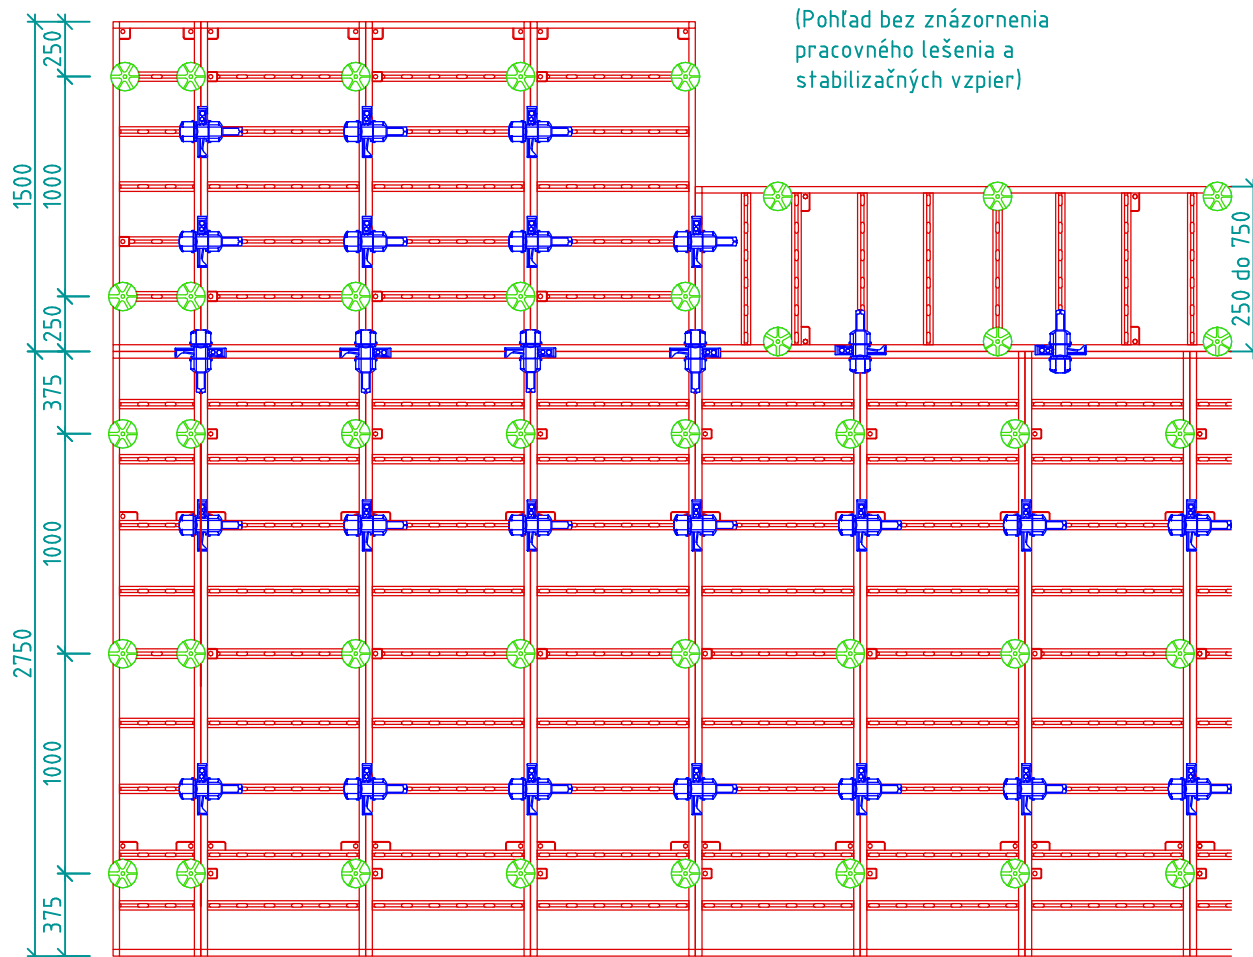 (Pohľad bez znázornenia
pracovného lešenia a
stabilizačných vzpier)
250
1500
1000
250
250 do 750
375
1000
2750
1000
375